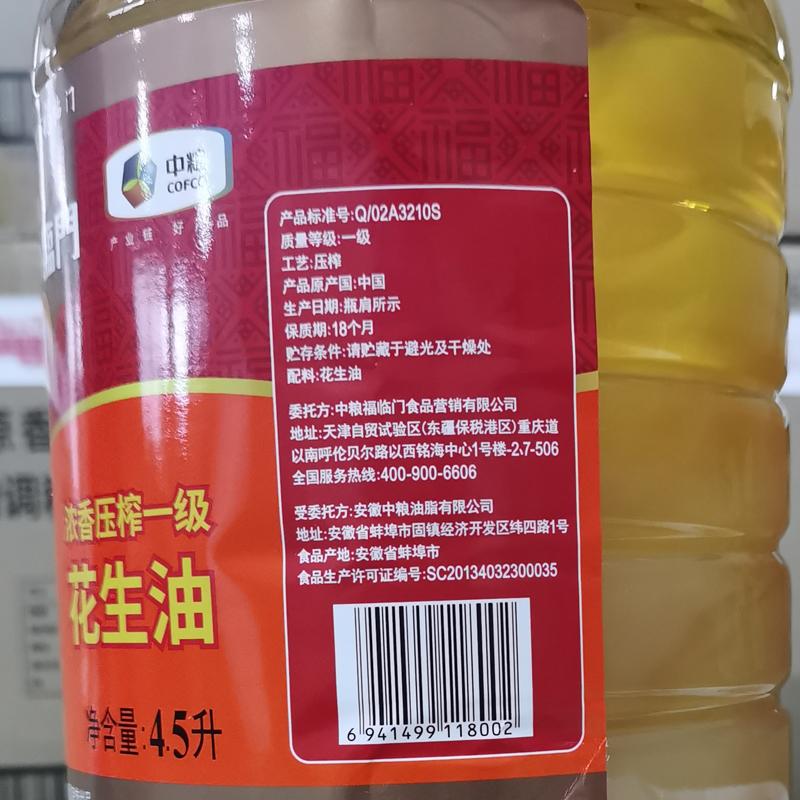 門
中粮
COFCO
产业链 好 品
产品标准号:Q/02A3210S
质量等级:一级
工艺:压榨
产品原产国:中国
生产日期:瓶肩所示
保质期:18个月
贮存条件:请贮藏于避光及干燥处
配料:花生油
委托方:中粮福临门食品营销有限公司
地址:天津自贸试验区(东疆保税港区)重庆道
以南呼伦贝尔路以西铭海中心1号楼-2、7-506
全国服务热线:400-900-6606
受委托方:安徽中粮油脂有限公司
地址:安徽省蚌埠市固镇经济开发区纬四路1号
食品产地:安徽省蚌埠市
食品生产许可证编号:SC20134032300035
6 941499 118002
浓香压榨一级
花生油
净含量:4.5升